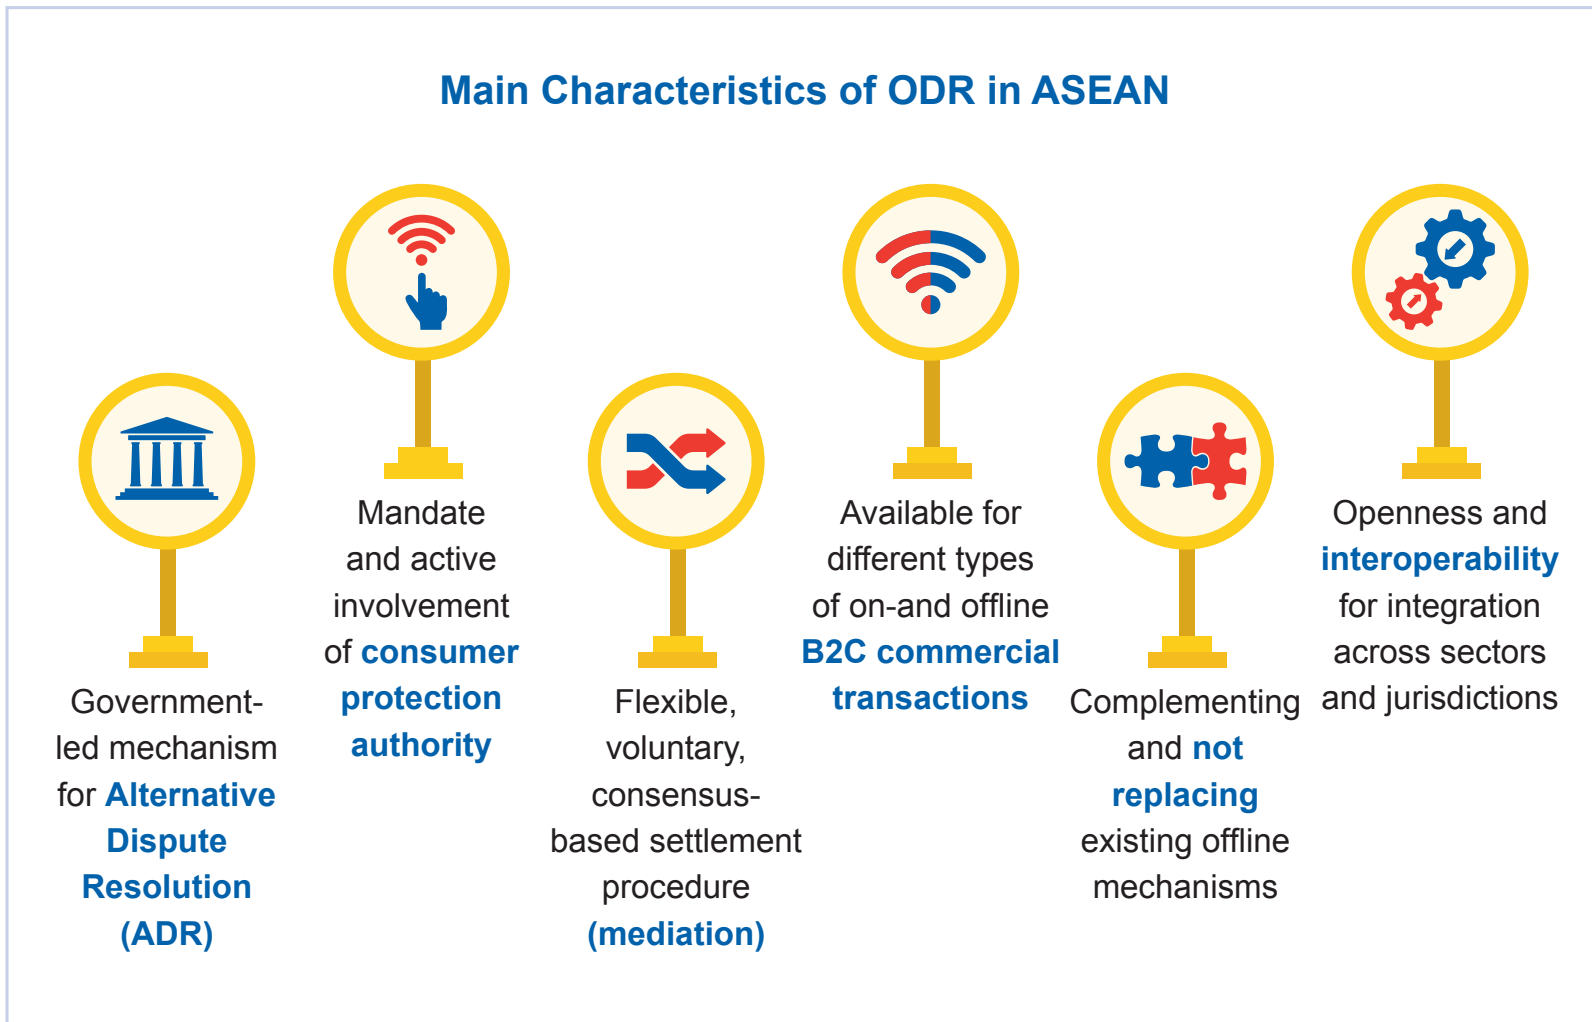 Main Characteristics of ODR in ASEAN
Government-
led mechanism
for Alternative
Dispute
Resolution
(ADR)
Mandate
and active
involvement
of consumer
protection
authority
Flexible,
voluntary,
consensus-
based settlement
procedure
(mediation)
Available for
different types
of on-and offline
B2C commercial
transactions
Complementing
and not
replacing
existing offline
mechanisms
Openness and
interoperability
for integration
across sectors
and jurisdictions